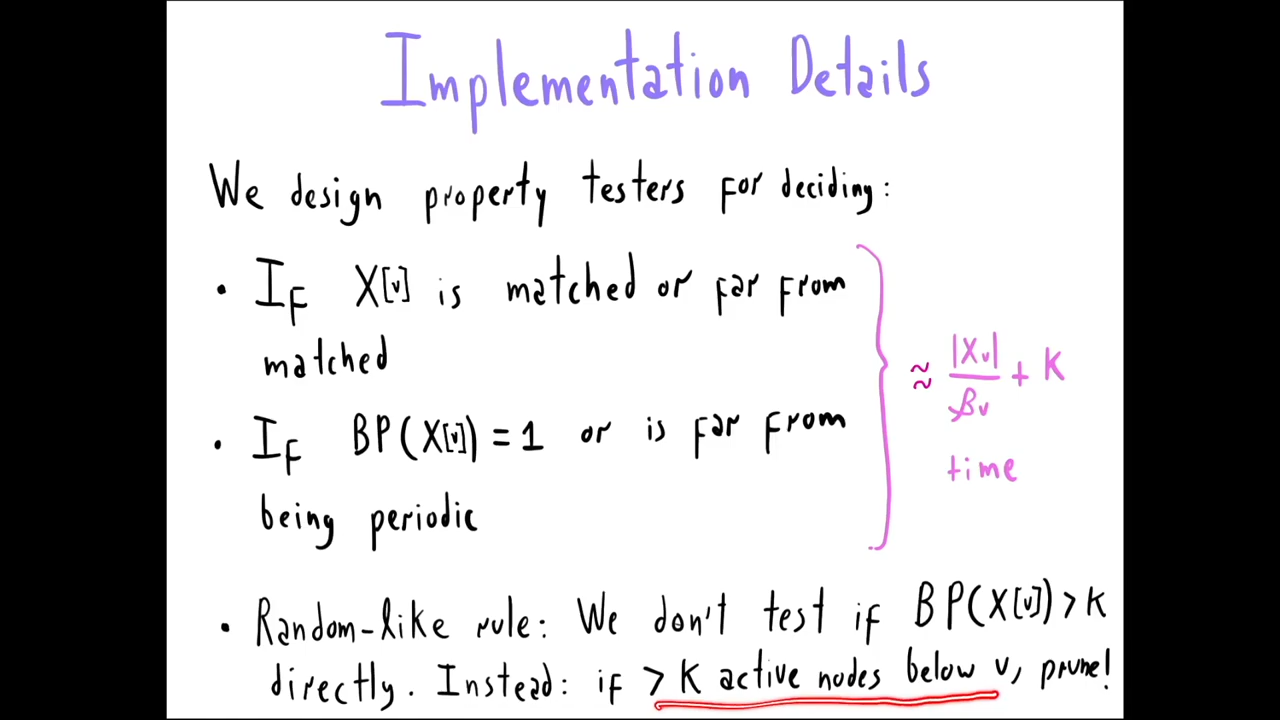 Implementation Details
We design property testers for deciding:
• If X[v] is matched or far from
matched
• If BP(X[v]) = 1 or is far from
being periodic
≈ |Xv|/βv + K
time
• Random-like rule: We don't test if BP(X[v]) > K
directly. Instead: if > K active nodes below v, prune!